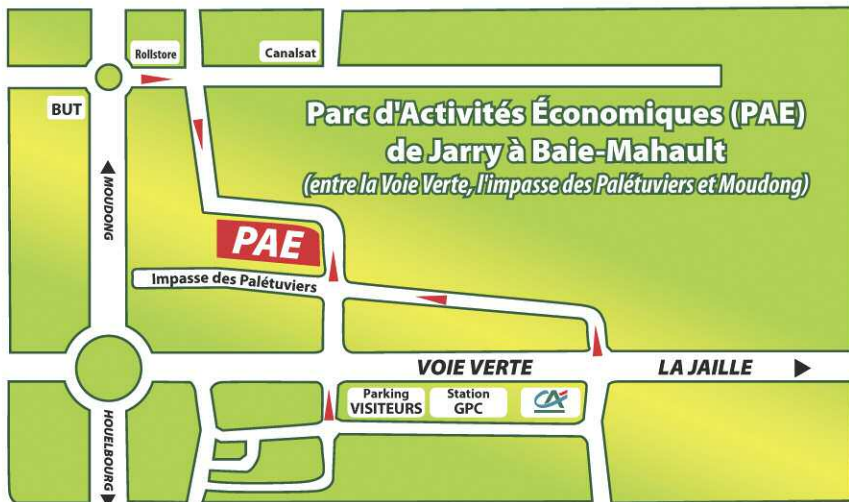 Rollstore
Canalsat
BUT
Parc d'Activités Économiques (PAE)
de Jarry à Baie-Mahault
(entre la Voie Verte, l'impasse des Palétuviers et Moudong)
MOUDONG
PAE
Impasse des Palétuviers
VOIE VERTE
LA JAILLE
Parking
VISITEURS
Station
GPC
CA
HOUELBOURG